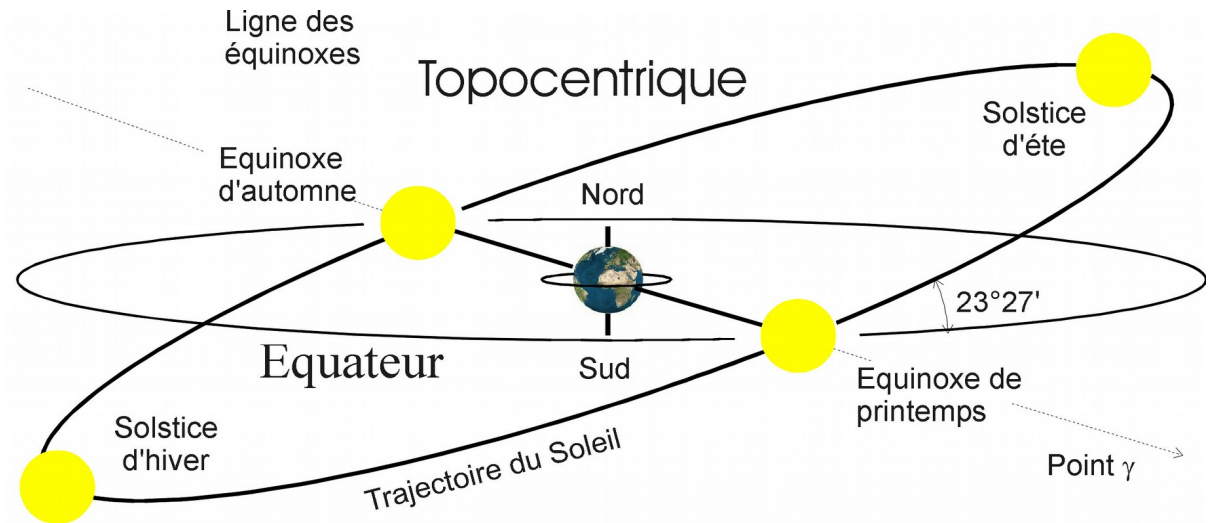 Ligne des
équinoxes
Topocentrique
Solstice
d'éte
Equinoxe
d'automne
Nord
23°27'
Equateur
Sud
Equinoxe de
printemps
Solstice
d'hiver
Trajectoire du Soleil
Point γ